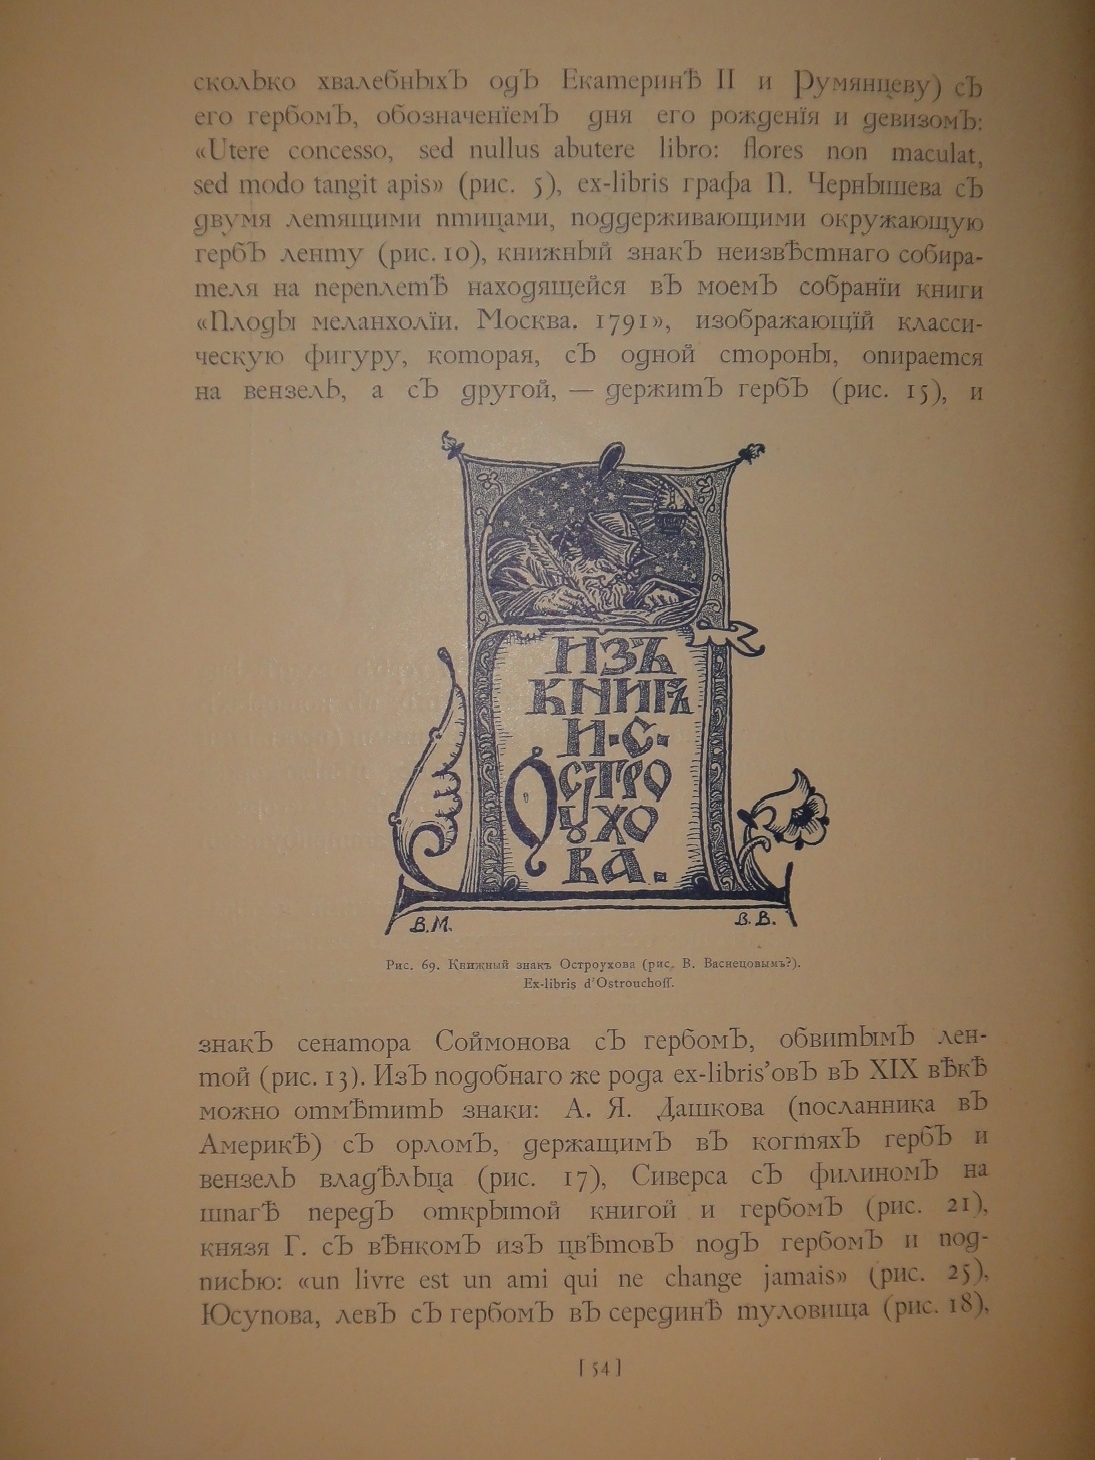 сколько хвалебныхъ одъ Екатеринѣ II и Румянцеву) съ
его гербомъ, обозначеніемъ дня его рожденія и девизомъ:
«Utere concesso, sed nullus abutere libro: flores non maculat,
sed modo tangit apis» (рис. 5), ex-libris графа П. Чернышева съ
двумя летящими птицами, поддерживающими окружающую
гербъ ленту (рис. 10), книжный знакъ неизвѣстнаго собира-
теля на переплетѣ находящейся въ моемъ собраніи книги
«Плоды меланхоліи. Москва. 1791», изображающій класси-
ческую фигуру, которая, съ одной стороны, опирается
на вензель, а съ другой, — держитъ гербъ (рис. 15), и
ИЗЪ
КНИГЪ
И·С·
ОСТРО
УХО
ВА.
В.М.
В.В.
Рис. 69. Книжный знакъ Остроухова (рис. В. Васнецовымъ?).
Ex-libris d'Ostrouchoff.
знакъ сенатора Соймонова съ гербомъ, обвитымъ лен-
той (рис. 13). Изъ подобнаго же рода ex-libris'овъ въ XIX вѣкѣ
можно отмѣтить знаки: А. Я. Дашкова (посланника въ
Америкѣ) съ орломъ, держащимъ въ когтяхъ гербъ и
вензель владѣльца (рис. 17), Сиверса съ филиномъ на
шпагѣ передъ открытой книгой и гербомъ (рис. 21),
князя Г. съ вѣнкомъ изъ цвѣтовъ подъ гербомъ и под-
писью: «un livre est un ami qui ne change jamais» (рис. 25),
Юсупова, левъ съ гербомъ въ серединѣ туловища (рис. 18),
[ 54 ]